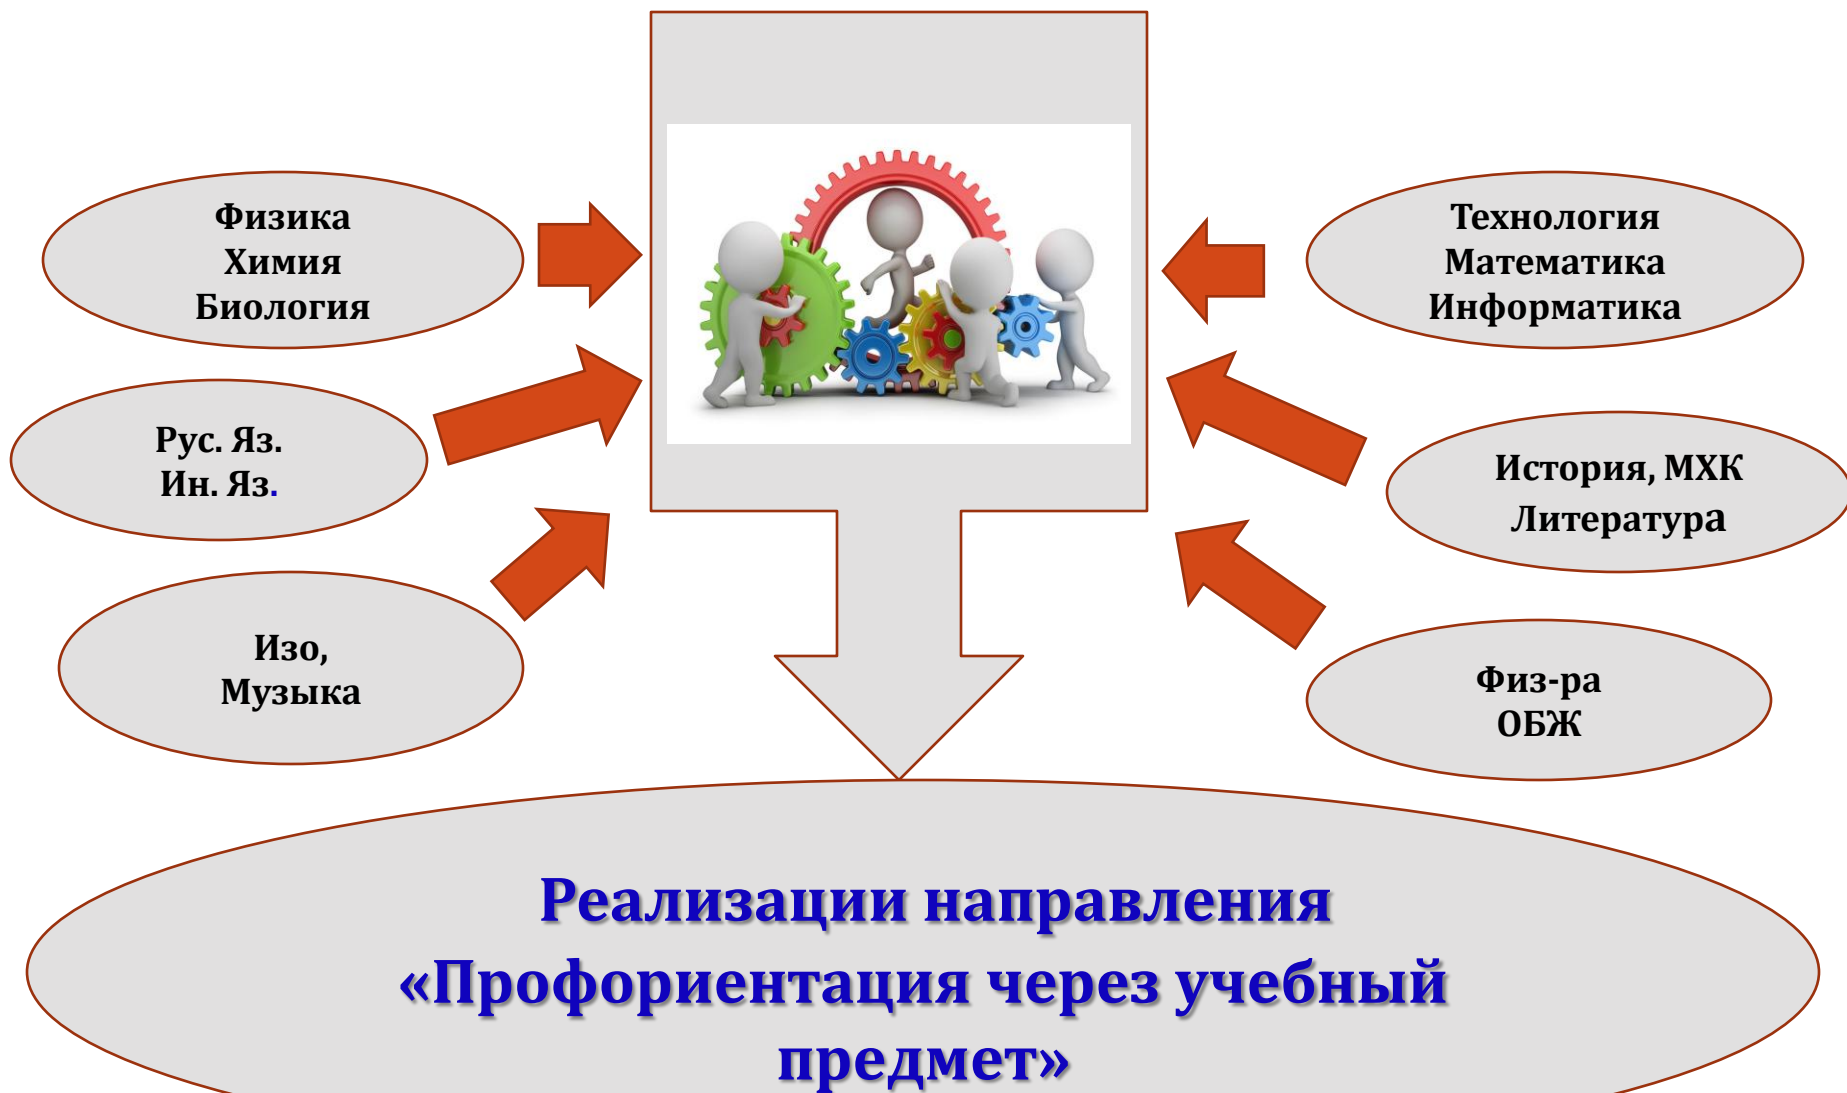 Физика
Химия
Биология
Технология
Математика
Информатика
Рус. Яз.
Ин. Яз.
История, МХК
Литература
Изо,
Музыка
Физ-ра
ОБЖ
Реализации направления
«Профориентация через учебный
предмет»